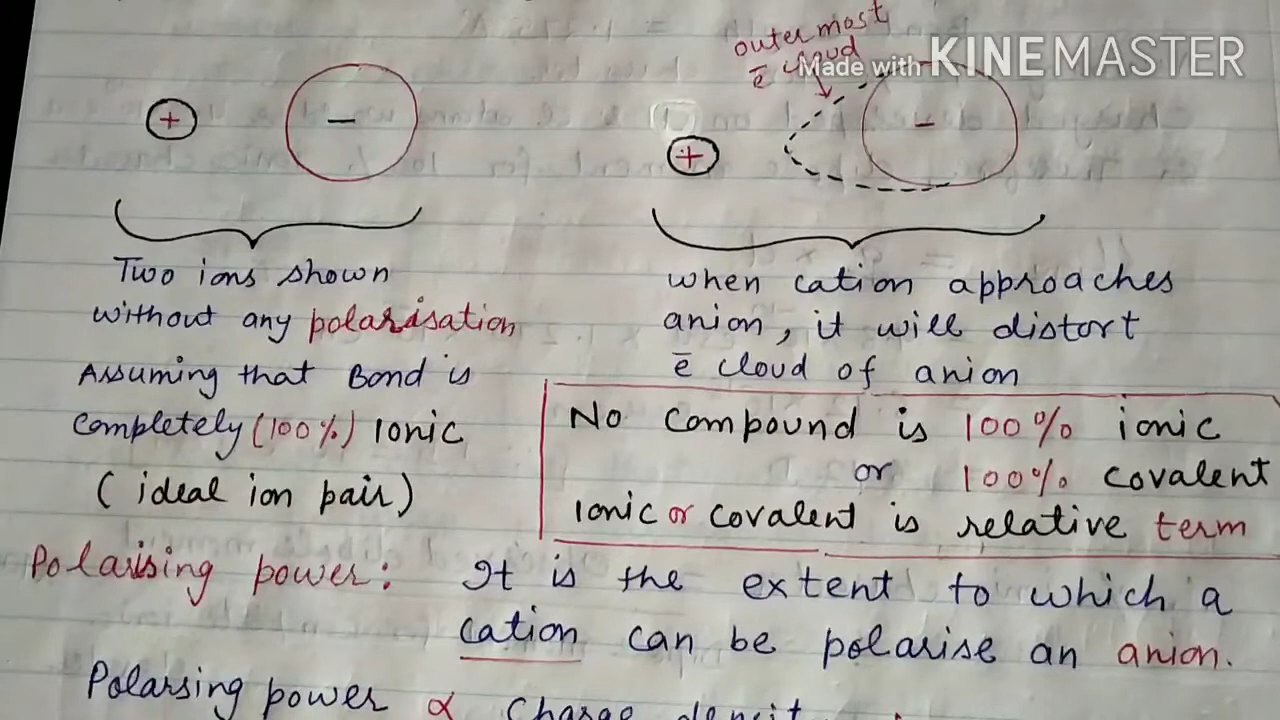 outermost
ē cloud
Made with KINEMASTER
+
−
+
-
Two ions shown
without any polarisation
Assuming that Bond is
completely (100%) Ionic
(ideal ion pair)
when cation approaches
anion, it will distort
ē cloud of anion
No compound is 100% ionic
or 100% covalent
Ionic or covalent is relative term
Polarising power: It is the extent to which a
cation can be polarise an anion.
Polarsing power ∝ charge